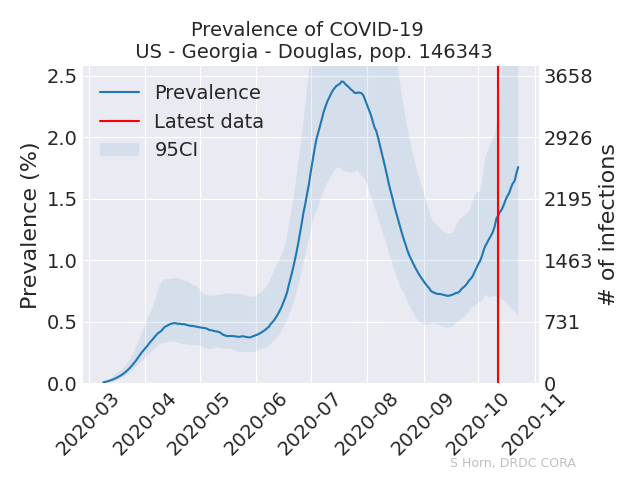 Prevalence of COVID-19
US - Georgia - Douglas, pop. 146343
Prevalence (%)
2.5
2.0
1.5
1.0
0.5
0.0
Prevalence
Latest data
95CI
3658
2926
2195
1463
731
0
# of infections
2020-03
2020-04
2020-05
2020-06
2020-07
2020-08
2020-09
2020-10
2020-11
S Horn, DRDC CORA